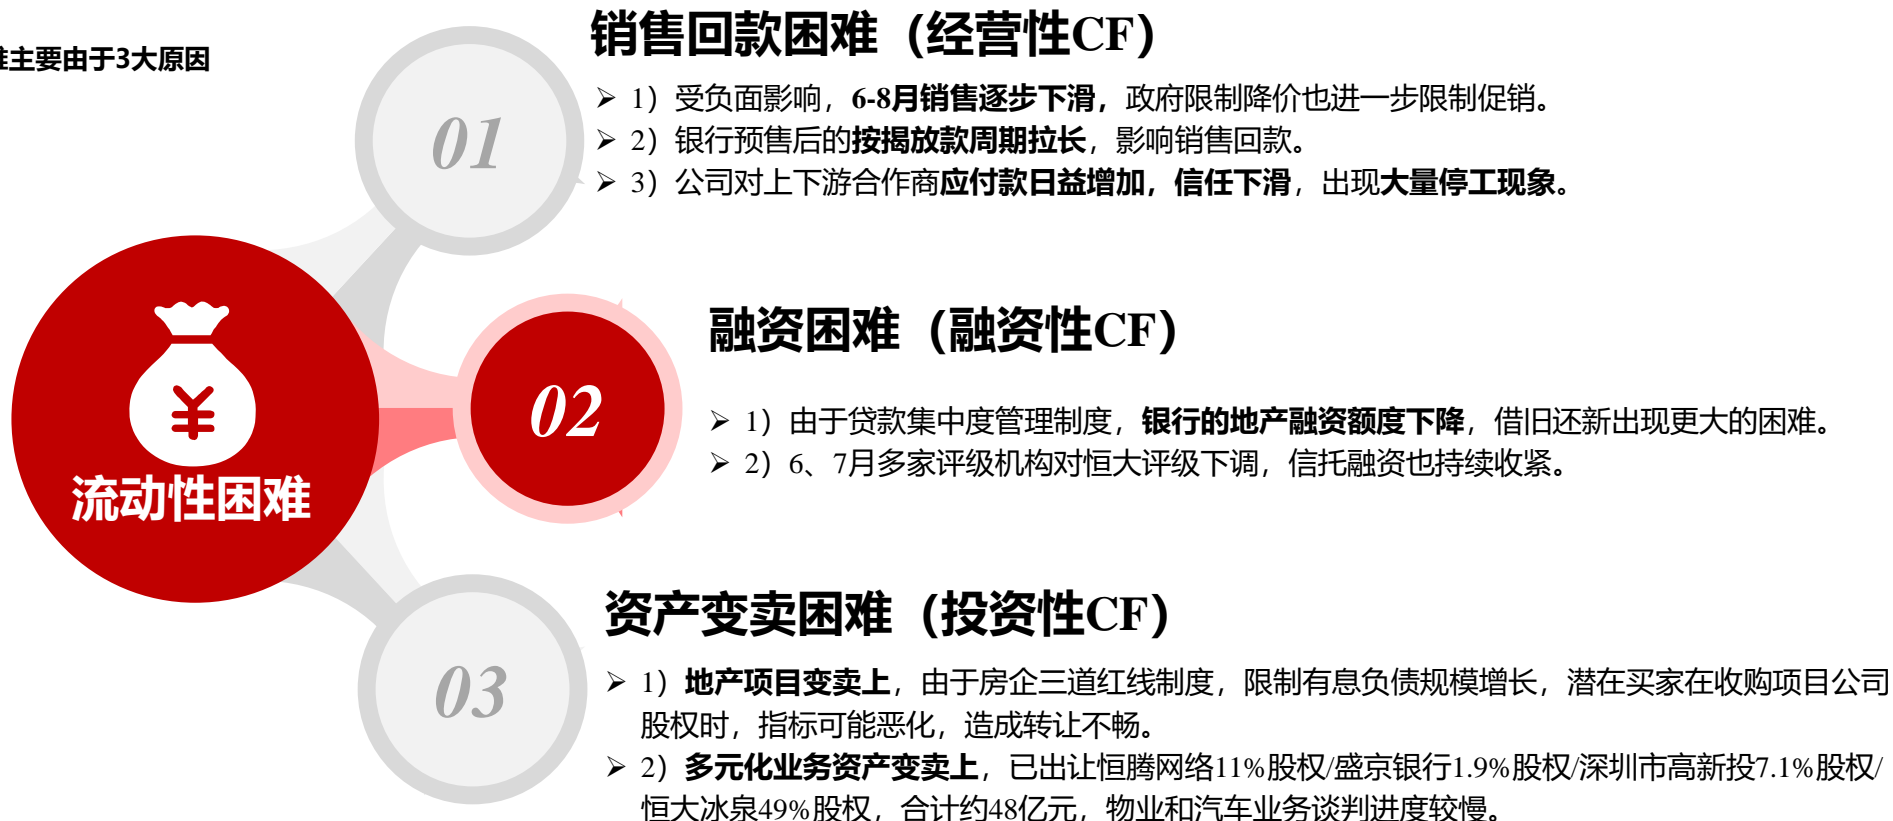 主要由于3大原因
01
销售回款困难（经营性CF）
➢ 1）受负面影响，6-8月销售逐步下滑，政府限制降价也进一步限制促销。
➢ 2）银行预售后的按揭放款周期拉长，影响销售回款。
➢ 3）公司对上下游合作商应付款日益增加，信任下滑，出现大量停工现象。
¥
流动性困难
02
融资困难（融资性CF）
➢ 1）由于贷款集中度管理制度，银行的地产融资额度下降，借旧还新出现更大的困难。
➢ 2）6、7月多家评级机构对恒大评级下调，信托融资也持续收紧。
03
资产变卖困难（投资性CF）
➢ 1）地产项目变卖上，由于房企三道红线制度，限制有息负债规模增长，潜在买家在收购项目公司
股权时，指标可能恶化，造成转让不畅。
➢ 2）多元化业务资产变卖上，已出让恒腾网络11%股权/盛京银行1.9%股权/深圳市高新投7.1%股权/
恒大冰泉49%股权，合计约48亿元，物业和汽车业务谈判进度较慢。